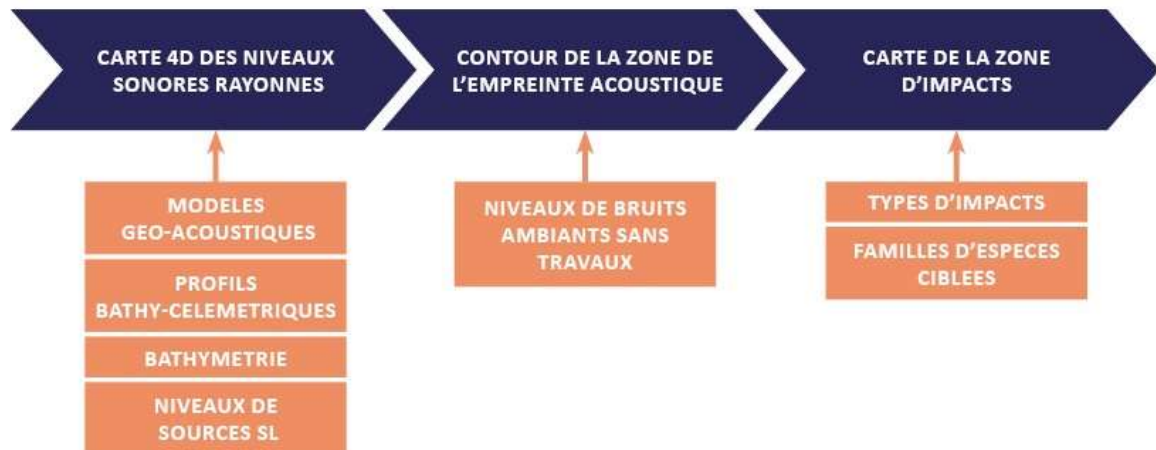 CARTE 4D DES NIVEAUX
SONORES RAYONNES
CONTOUR DE LA ZONE DE
L'EMPREINTE ACOUSTIQUE
CARTE DE LA ZONE
D'IMPACTS
MODELES
GEO-ACOUSTIQUES
PROFILS
BATHY-CELEMETRIQUES
BATHYMETRIE
NIVEAUX DE
SOURCES SL
NIVEAUX DE BRUITS
AMBIANTS SANS
TRAVAUX
TYPES D'IMPACTS
FAMILLES D'ESPECES
CIBLEES